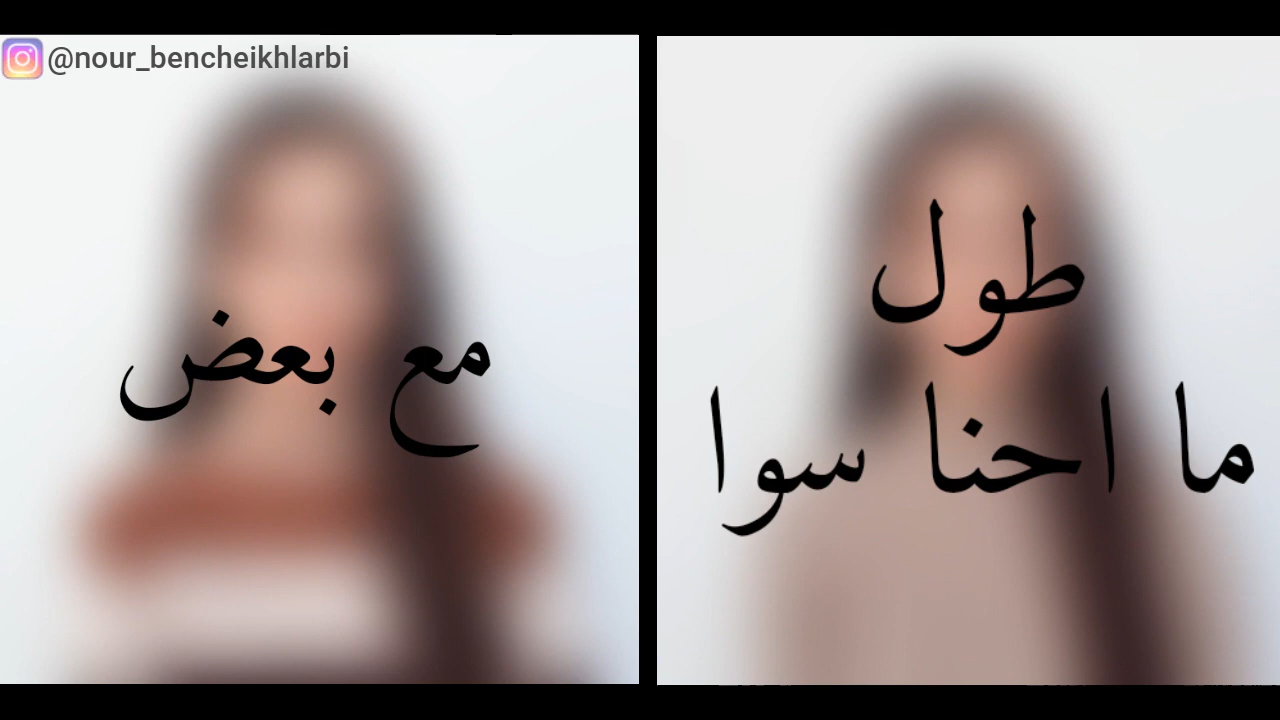 @nour_bencheikhlarbi
مع بعض
طول
ما احنا سوا